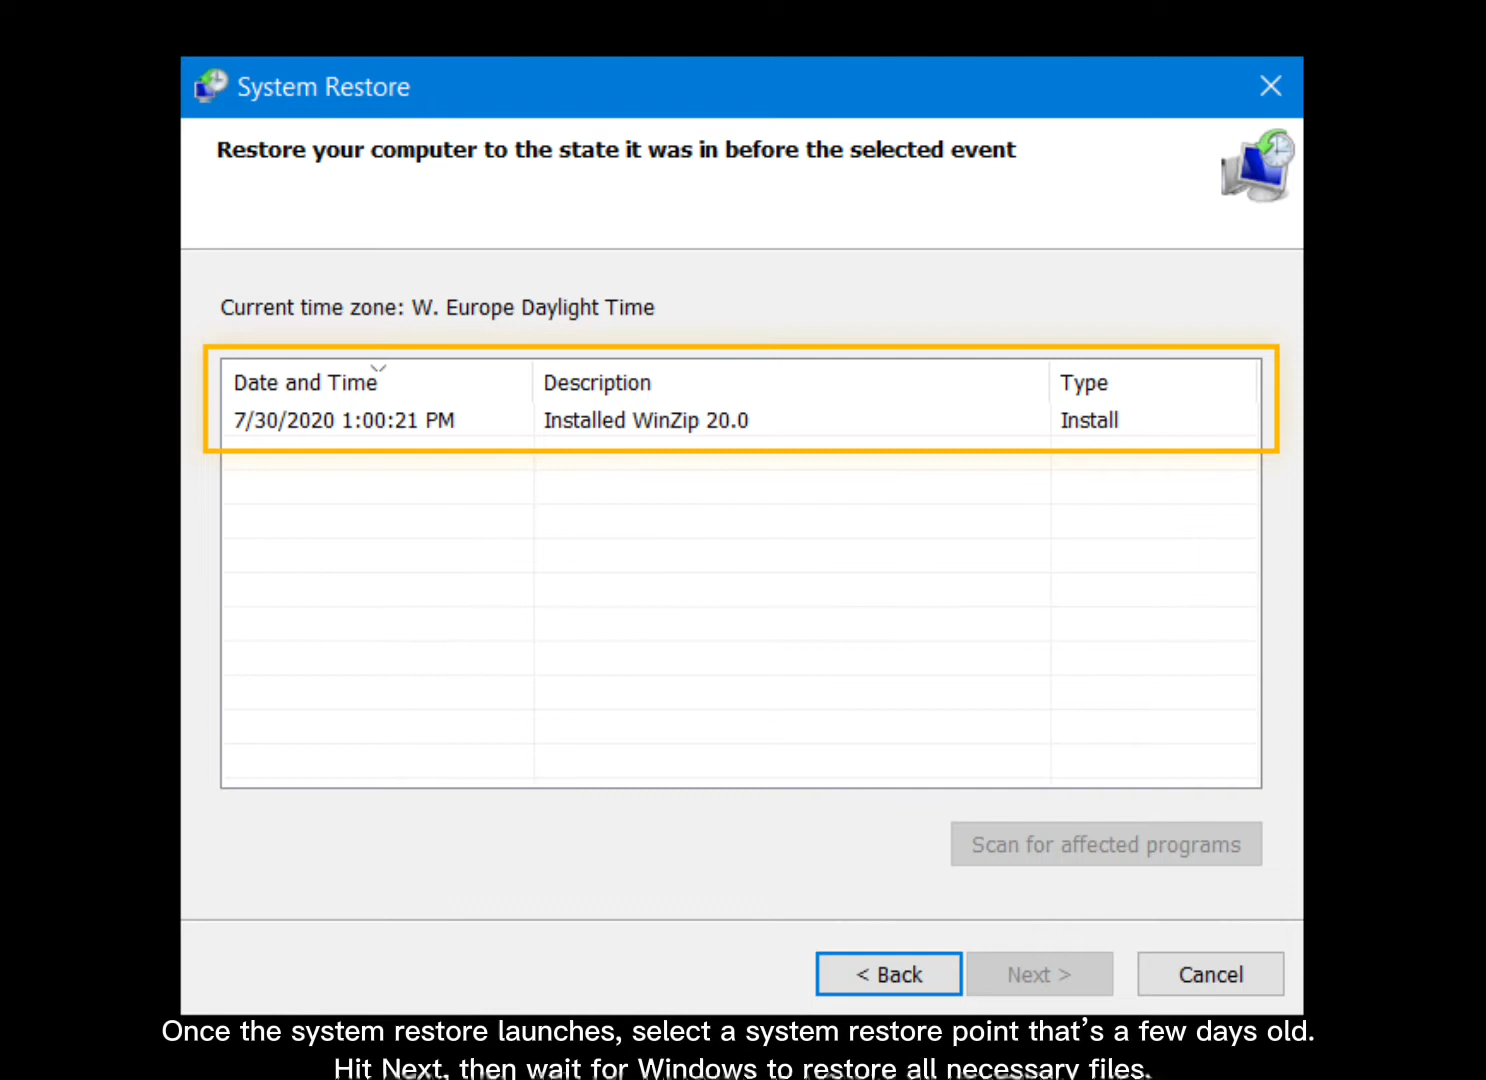 System Restore
Restore your computer to the state it was in before the selected event
Current time zone: W. Europe Daylight Time
Date and Time Description Type
7/30/2020 1:00:21 PM Installed WinZip 20.0 Install
Scan for affected programs
< Back Next > Cancel
Once the system restore launches, select a system restore point that’s a few days old.
Hit Next, then wait for Windows to restore all necessary files.